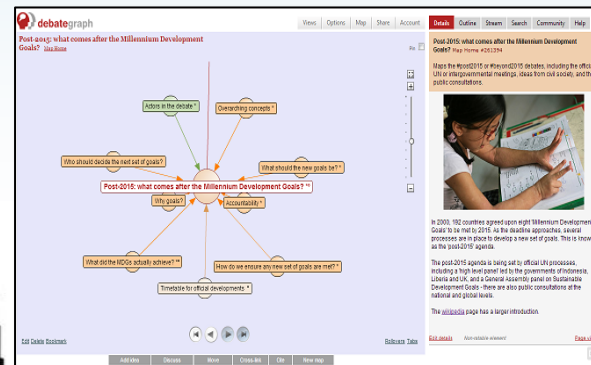 debategraph
Views Options Map Share Account
Details Outline Stream Search Community Help
Post-2015: what comes after the Millennium Development
Goals? Map Home
Post-2015: what comes after the Millennium Development
Goals? Map Home #261394
Maps the #post2015 or #beyond2015 debates, including the
UN or intergovernmental meetings, ideas from civil society, and
public consultations.
Actors in the debate
Overarching concepts
Who should decide the next set of goals?
What should the new goals be?
Post-2015: what comes after the Millennium Development Goals?
Why goals?
Accountability
What did the MDGs actually achieve?
How do we ensure any new set of goals are met?
Timetable for official developments
In 2000, 192 countries agreed upon eight 'Millennium
Goals' to be met by 2015. As the deadline approaches, several
processes are in place to develop a new set of goals. This is
as the 'post-2015' agenda.
The post-2015 agenda is being set by official UN processes,
including a high level panel led by the governments of Indonesia,
Liberia and UK, and a General Assembly panel on Sustainable
Development Goals - there are also public consultations at the
national and global levels.
The wikipedia page has a larger introduction.
Edit Delete Bookmark
Rollovers Tabs
Edit details
Page
Add idea Discuss Move Cross-link New map